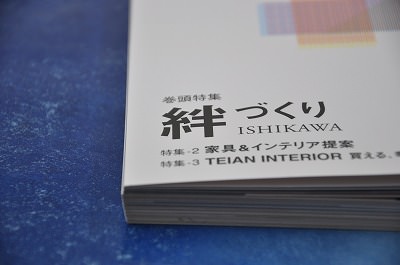 巻頭特集
絆づくり
ISHIKAWA
特集-2 家具&インテリア提案
特集-3 TEIAN INTERIOR 買える、